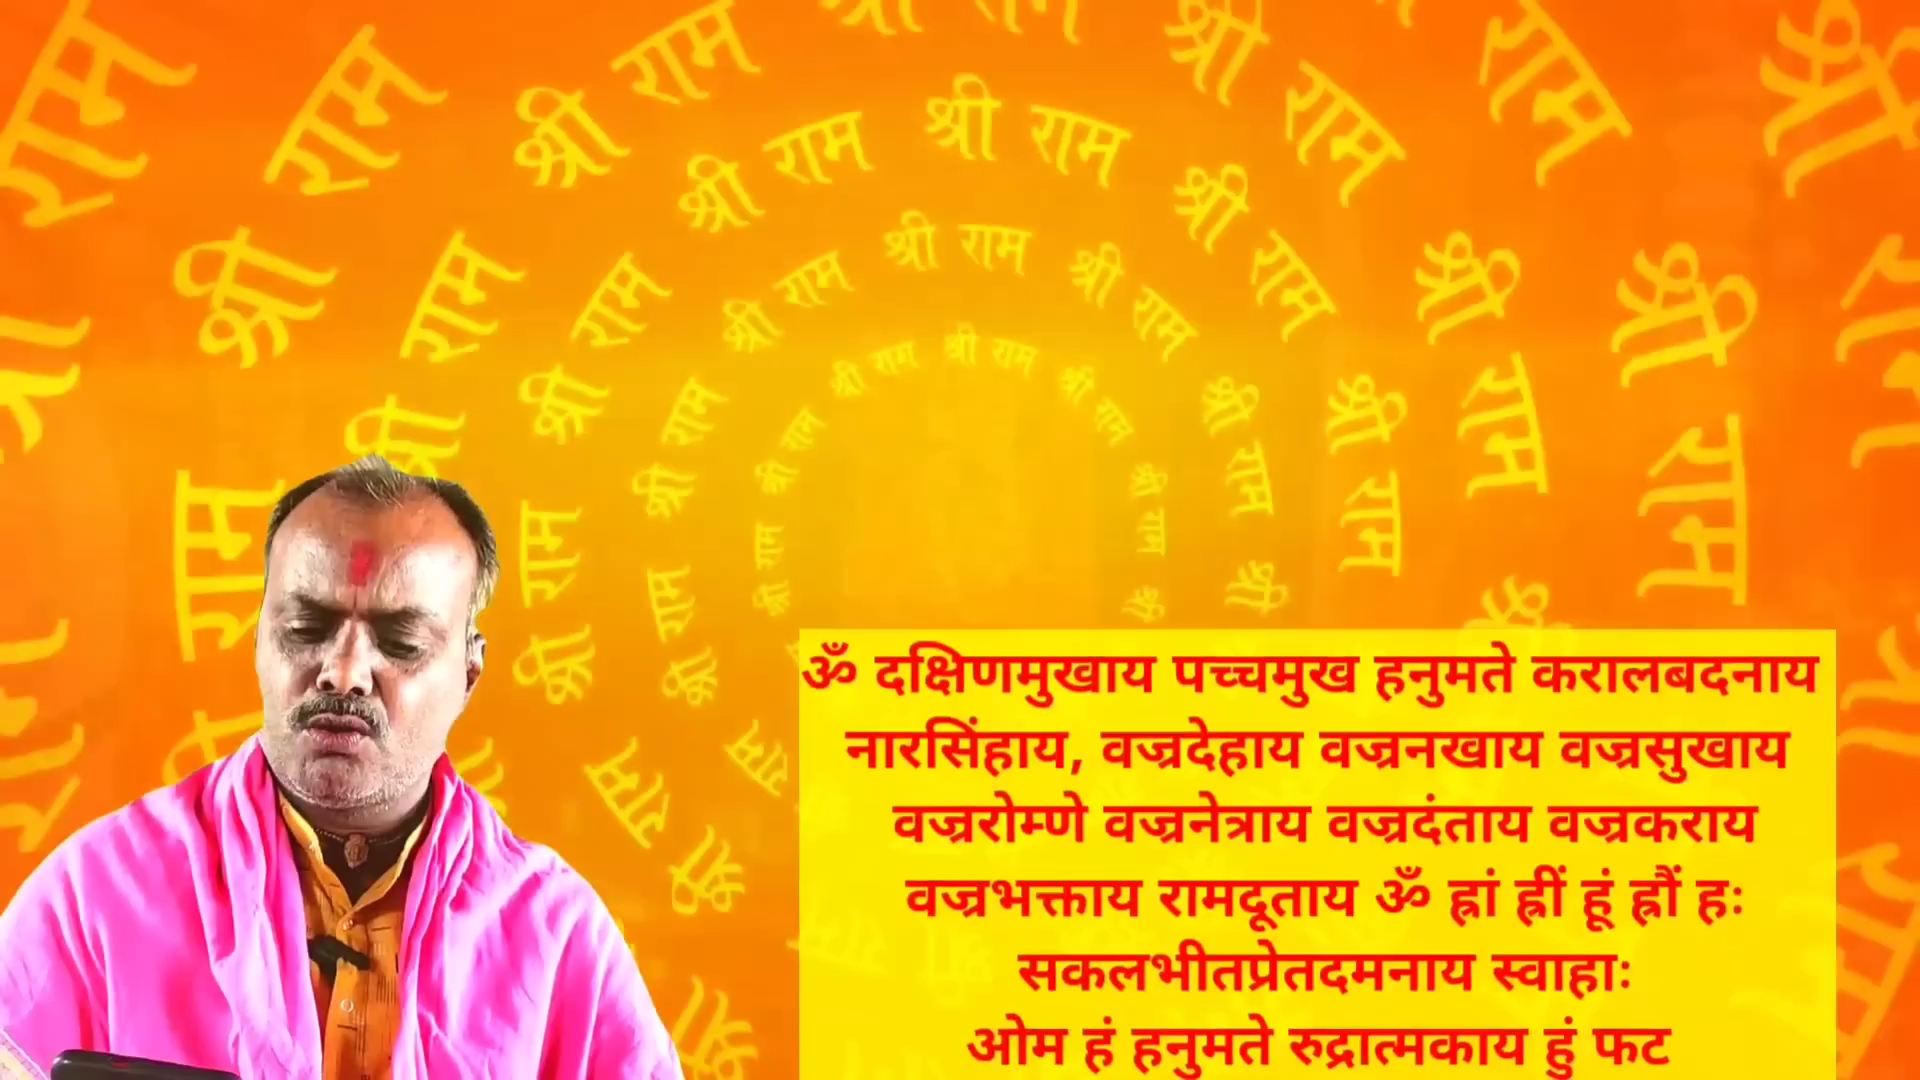 श्री राम श्री राम श्री राम श्री राम
श्री राम श्री राम श्री राम श्री राम
श्री राम श्री राम श्री राम श्री राम
श्री राम श्री राम श्री राम श्री राम
ॐ दक्षिणमुखाय पच्चमुख हनुमते करालबदनाय
नारसिंहाय, वज्रदेहाय वज्रनखाय वज्रसुखाय
वज्ररोम्णे वज्रनेत्राय वज्रदंताय वज्रकराय
वज्रभक्ताय रामदूताय ॐ ह्रां ह्रीं हूं ह्रौं हः
सकलभीतप्रेतदमनाय स्वाहाः
ओम हं हनुमते रुद्रात्मकाय हुं फट